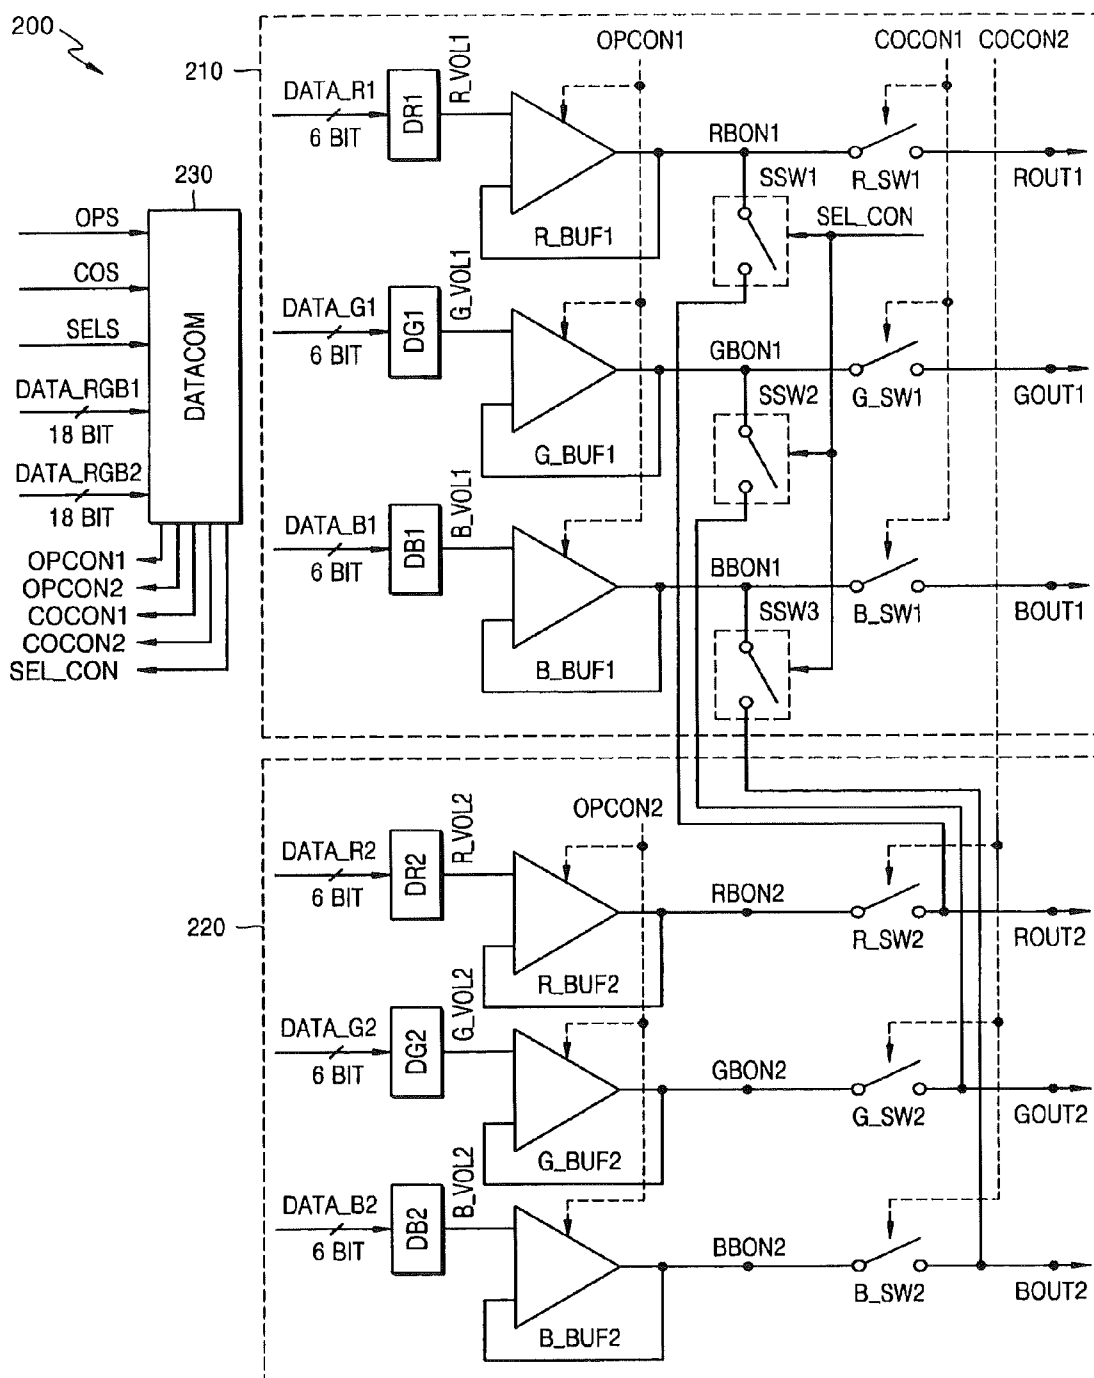 200
230
OPS
COS
SELS
DATA_RGB1
18 BIT
DATA_RGB2
18 BIT
DATACOM
OPCON1
OPCON2
COCON1
COCON2
SEL_CON
210
OPCON1
COCON1
COCON2
DATA_R1
6 BIT
DR1
R_VOL1
R_BUF1
RBON1
SSW1
SEL_CON
R_SW1
ROUT1
DATA_G1
6 BIT
DG1
G_VOL1
G_BUF1
GBON1
SSW2
G_SW1
GOUT1
DATA_B1
6 BIT
DB1
B_VOL1
B_BUF1
BBON1
SSW3
B_SW1
BOUT1
220
OPCON2
DATA_R2
6 BIT
DR2
R_VOL2
R_BUF2
RBON2
R_SW2
ROUT2
DATA_G2
6 BIT
DG2
G_VOL2
G_BUF2
GBON2
G_SW2
GOUT2
DATA_B2
6 BIT
DB2
B_VOL2
B_BUF2
BBON2
B_SW2
BOUT2